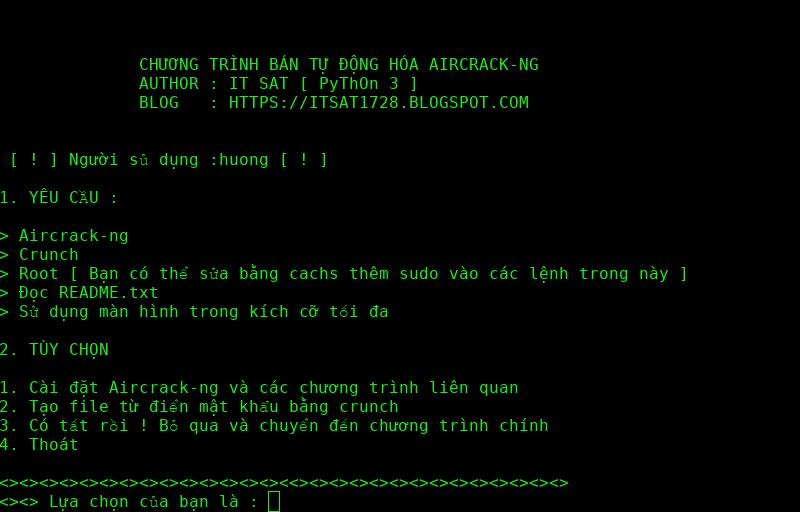 CHƯƠNG TRÌNH BÁN TỰ ĐỘNG HÓA AIRCRACK-NG
AUTHOR : IT SAT [ PyThOn 3 ]
BLOG : HTTPS://ITSAT1728.BLOGSPOT.COM
[ ! ] Người sử dụng :huong [ ! ]
1. YÊU CẦU :
> Aircrack-ng
> Crunch
> Root [ Bạn có thể sửa bằng cachs thêm sudo vào các lệnh trong này ]
> Đọc README.txt
> Sử dụng màn hình trong kích cỡ tối đa
2. TÙY CHỌN
1. Cài đặt Aircrack-ng và các chương trình liên quan
2. Tạo file từ điển mật khẩu bằng crunch
3. Có tất rồi ! Bỏ qua và chuyển đến chương trình chính
4. Thoát
<><><><><><><><><><><><><><><<><><><><><><><><><><><><><>
<><> Lựa chọn của bạn là :